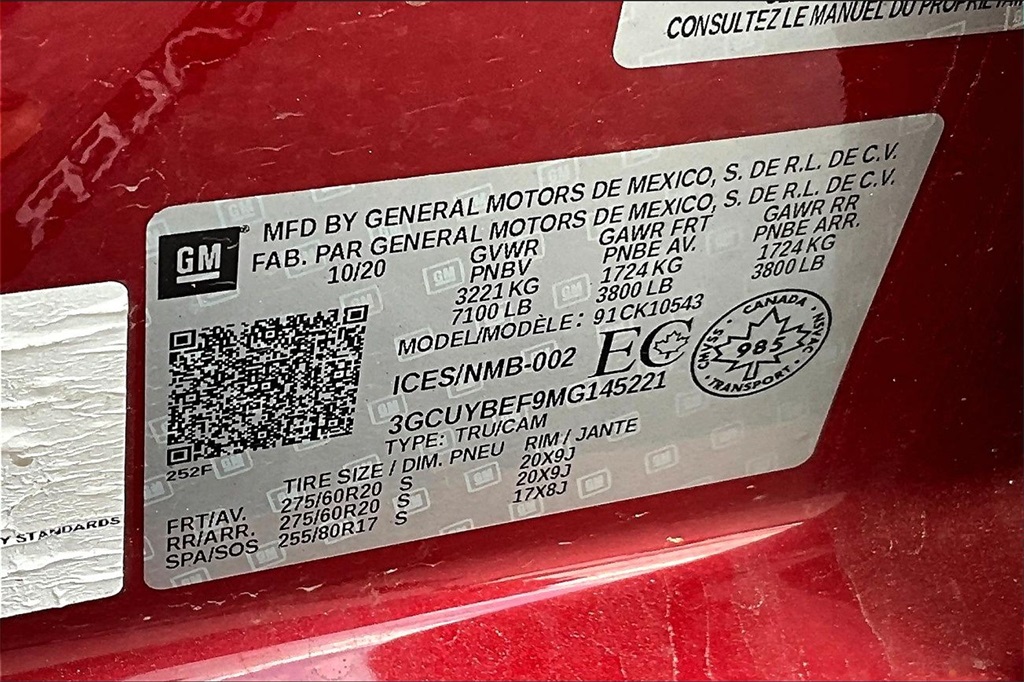 CONSULTEZ LE MANUEL DU PROPRIÉTAIRE
GM
MFD BY GENERAL MOTORS DE MEXICO, S. DE R.L. DE C.V.
FAB. PAR GENERAL MOTORS DE MEXICO, S. DE R.L. DE C.V.
10/20 GVWR GAWR FRT GAWR RR
PNBV PNBE AV. PNBE ARR.
3221 KG 1724 KG 1724 KG
7100 LB 3800 LB 3800 LB
MODEL/MODÈLE: 91CK10543
ICES/NMB-002 EC
CANADA
NSVAC 985 CMVSS
TRANSPORT
3GCUYBEF9MG145221
TYPE: TRU/CAM
252F
TIRE SIZE / DIM. PNEU RIM / JANTE
FRT/AV. 275/60R20 S 20X9J
RR/ARR. 275/60R20 S 20X9J
SPA/SOS 255/80R17 S 17X8J
Y STANDARDS